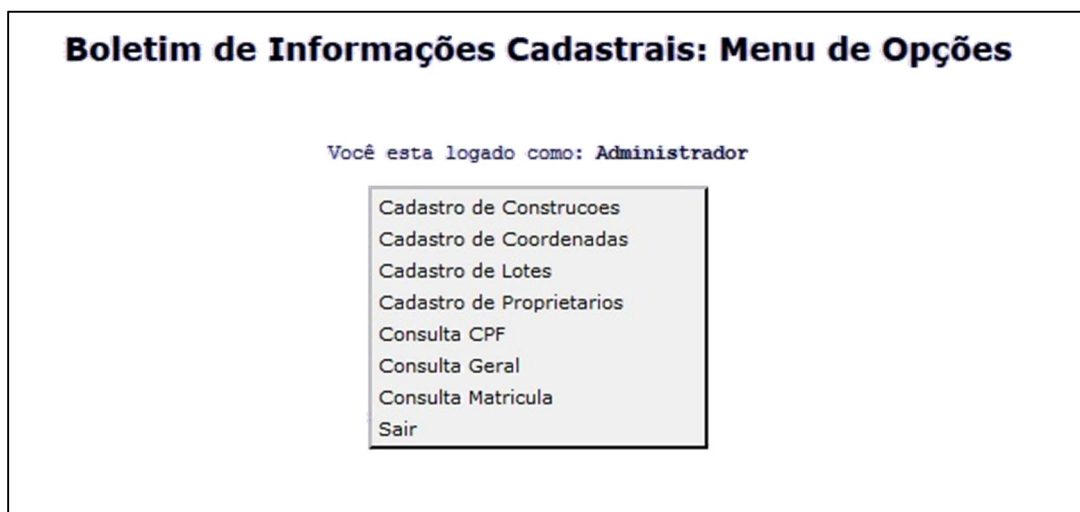 Boletim de Informações Cadastrais: Menu de Opções
Você esta logado como: Administrador
Cadastro de Construcoes
Cadastro de Coordenadas
Cadastro de Lotes
Cadastro de Proprietarios
Consulta CPF
Consulta Geral
Consulta Matricula
Sair